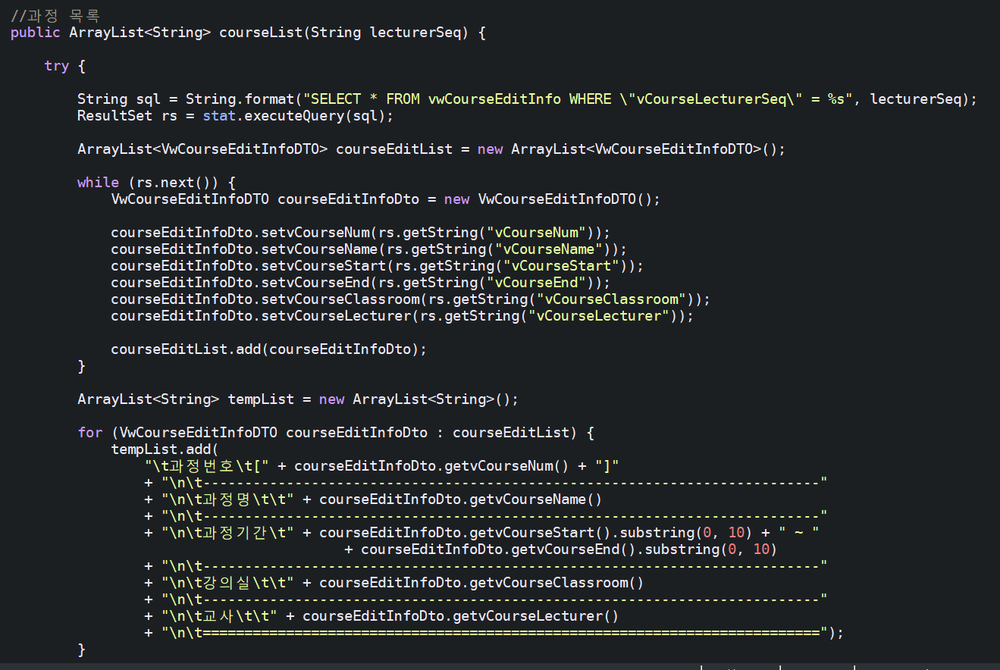 //과정 목록
public ArrayList<String> courseList(String lecturerSeq) {
try {
String sql = String.format("SELECT * FROM vwCourseEditInfo WHERE \"vCourseLecturerSeq\" = %s", lecturerSeq);
ResultSet rs = stat.executeQuery(sql);
ArrayList<VwCourseEditInfoDTO> courseEditList = new ArrayList<VwCourseEditInfoDTO>();
while (rs.next()) {
VwCourseEditInfoDTO courseEditInfoDto = new VwCourseEditInfoDTO();
courseEditInfoDto.setvCourseNum(rs.getString("vCourseNum"));
courseEditInfoDto.setvCourseName(rs.getString("vCourseName"));
courseEditInfoDto.setvCourseStart(rs.getString("vCourseStart"));
courseEditInfoDto.setvCourseEnd(rs.getString("vCourseEnd"));
courseEditInfoDto.setvCourseClassroom(rs.getString("vCourseClassroom"));
courseEditInfoDto.setvCourseLecturer(rs.getString("vCourseLecturer"));
courseEditList.add(courseEditInfoDto);
}
ArrayList<String> tempList = new ArrayList<String>();
for (VwCourseEditInfoDTO courseEditInfoDto : courseEditList) {
tempList.add(
"\t과정번호\t[" + courseEditInfoDto.getvCourseNum() + "]"
+ "\n\t--------------------------------------------------------------------------"
+ "\n\t과정명\t\t" + courseEditInfoDto.getvCourseName()
+ "\n\t--------------------------------------------------------------------------"
+ "\n\t과정기간\t" + courseEditInfoDto.getvCourseStart().substring(0, 10) + " ~ "
+ courseEditInfoDto.getvCourseEnd().substring(0, 10)
+ "\n\t--------------------------------------------------------------------------"
+ "\n\t강의실\t\t" + courseEditInfoDto.getvCourseClassroom()
+ "\n\t--------------------------------------------------------------------------"
+ "\n\t교사\t\t" + courseEditInfoDto.getvCourseLecturer()
+ "\n\t==========================================================================");
}